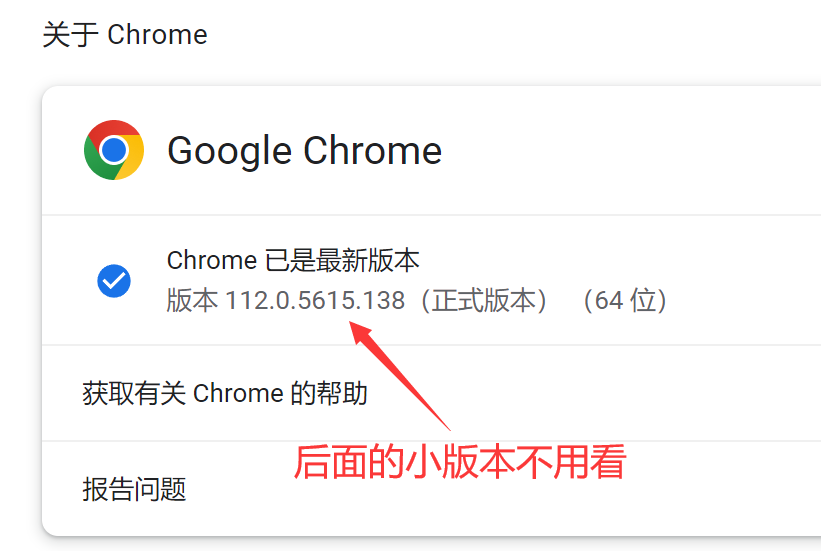 关于 Chrome
Google Chrome
Chrome 已是最新版本
版本 112.0.5615.138（正式版本） （64 位）
获取有关 Chrome 的帮助
后面的小版本不用看
报告问题